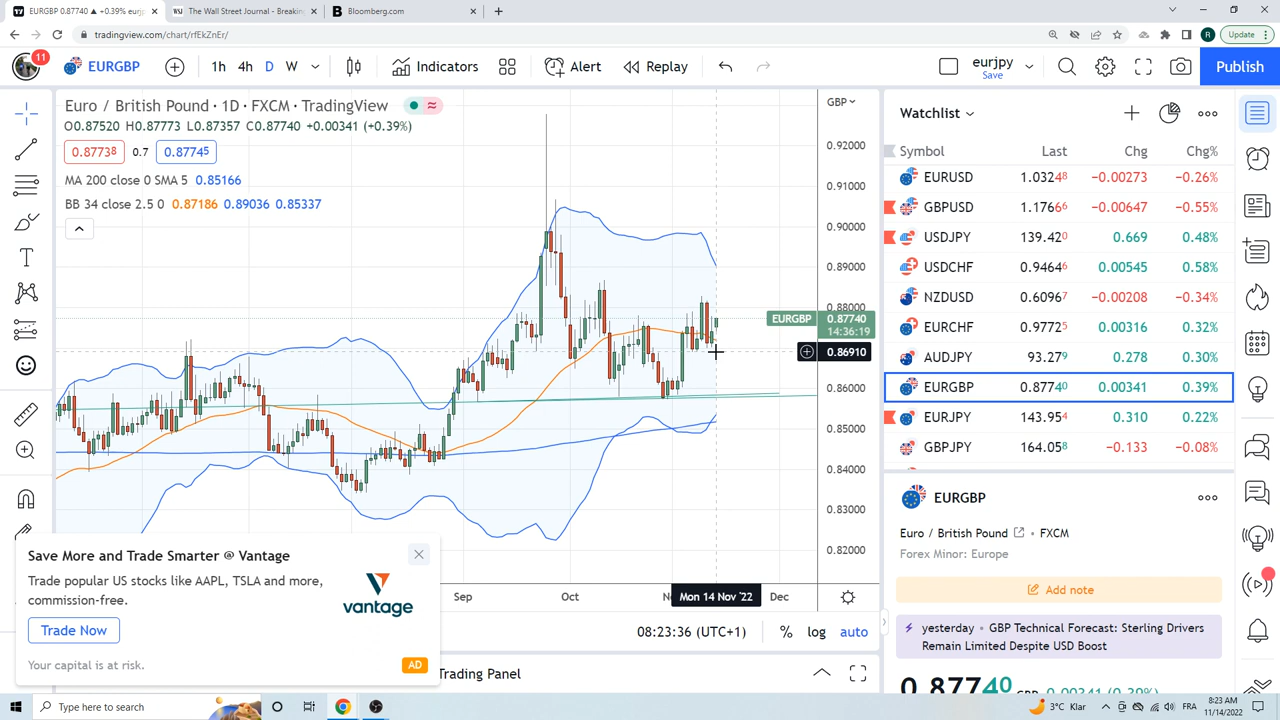 EURGBP 0.87740 ▲ +0.39% eurj
The Wall Street Journal - Breaking
Bloomberg.com
tradingview.com/chart/rfEkZnEr/
R
Update
11
EURGBP
1h 4h D W
Indicators
Alert
Replay
eurjpy
Save
Publish
Euro / British Pound · 1D · FXCM · TradingView
O0.87520 H0.87773 L0.87357 C0.87740 +0.00341 (+0.39%)
0.87738 0.7 0.87745
MA 200 close 0 SMA 5 0.85166
BB 34 close 2.5 0 0.87186 0.89036 0.85337
GBP
0.92000
0.91000
0.90000
0.89000
0.88000
EURGBP 0.87740
14:36:19
0.86910
0.86000
0.85000
0.84000
0.83000
0.82000
Sep Oct Mon 14 Nov '22 Dec
08:23:36 (UTC+1) % log auto
Trading Panel
Save More and Trade Smarter @ Vantage
Trade popular US stocks like AAPL, TSLA and more,
commission-free.
vantage
Trade Now
Your capital is at risk.
AD
Watchlist
Symbol Last Chg Chg%
EURUSD 1.03248 −0.00273 −0.26%
GBPUSD 1.17666 −0.00647 −0.55%
USDJPY 139.420 0.669 0.48%
USDCHF 0.94646 0.00545 0.58%
NZDUSD 0.60967 −0.00208 −0.34%
EURCHF 0.97725 0.00316 0.32%
AUDJPY 93.279 0.278 0.30%
EURGBP 0.87740 0.00341 0.39%
EURJPY 143.954 0.310 0.22%
GBPJPY 164.058 −0.133 −0.08%
EURGBP
Euro / British Pound • FXCM
Forex Minor: Europe
Add note
yesterday • GBP Technical Forecast: Sterling Drivers
Remain Limited Despite USD Boost
0.87740 GBP 0.00341 (0.39%)
Type here to search
3°C Klar
FRA
8:23 AM
11/14/2022